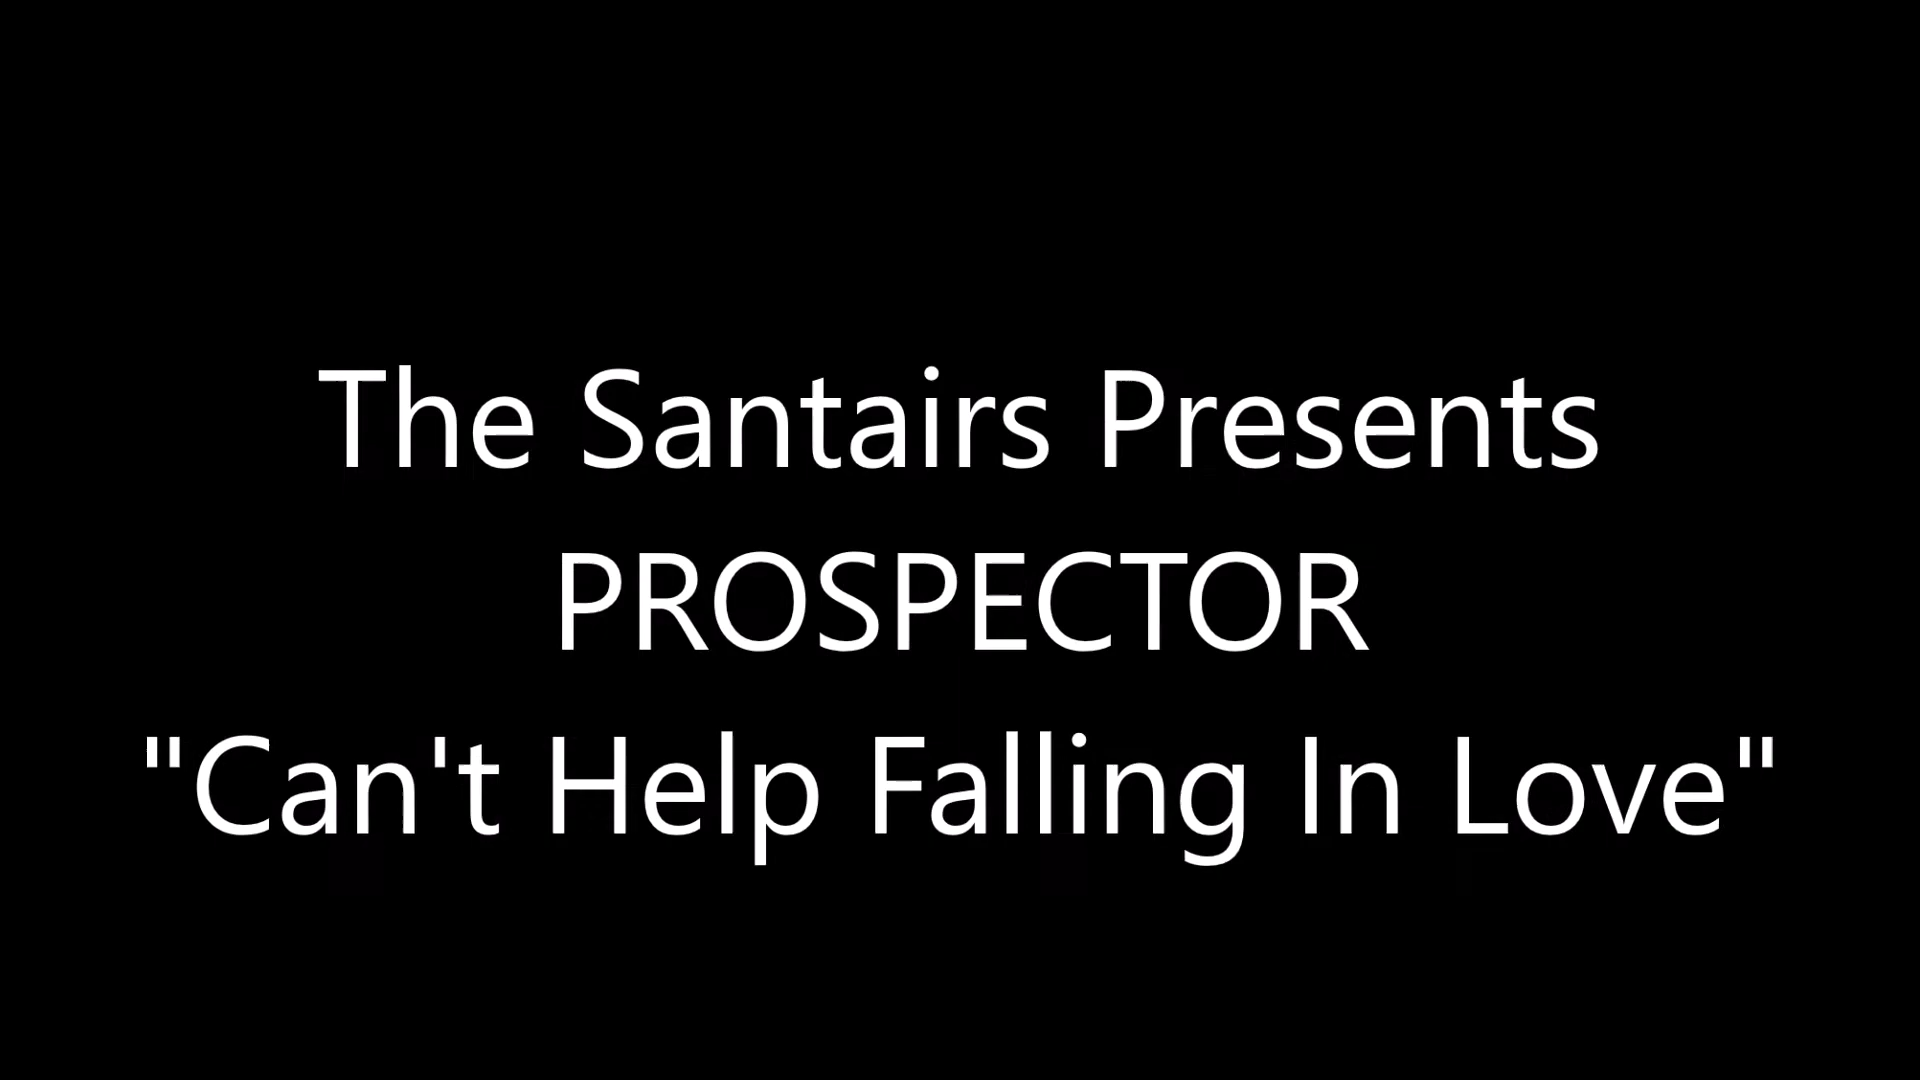 The Santairs Presents
PROSPECTOR
"Can't Help Falling In Love"